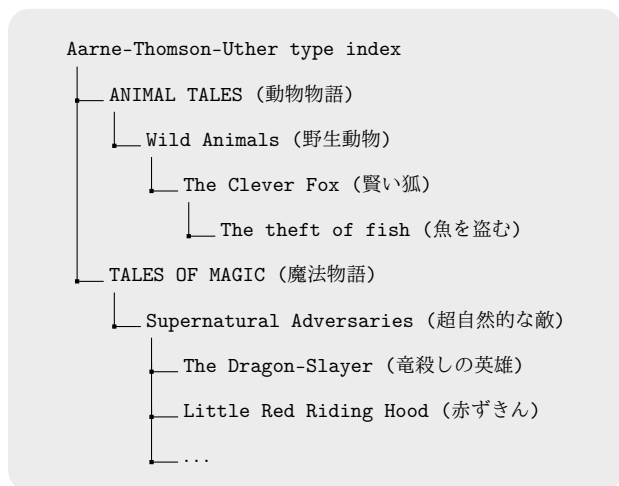 Aarne-Thomson-Uther type index
ANIMAL TALES (動物物語)
Wild Animals (野生動物)
The Clever Fox (賢い狐)
The theft of fish (魚を盗む)
TALES OF MAGIC (魔法物語)
Supernatural Adversaries (超自然的な敵)
The Dragon-Slayer (竜殺しの英雄)
Little Red Riding Hood (赤ずきん)
...